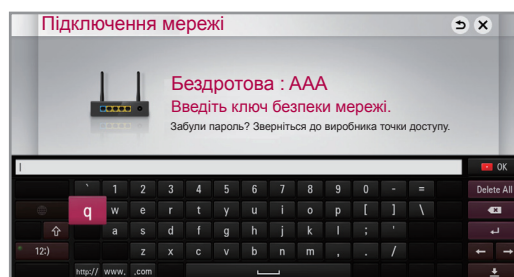 Підключення мережі
Бездротова : AAA
Введіть ключ безпеки мережі.
Забули пароль? Зверніться до виробника точки доступу.
OK
` 1 2 3 4 5 6 7 8 9 0 - = Delete All
q w e r t y u i o p [ ] \
a s d f g h j k l ; '
12:) z x c v b n m , . /
http:// www. .com